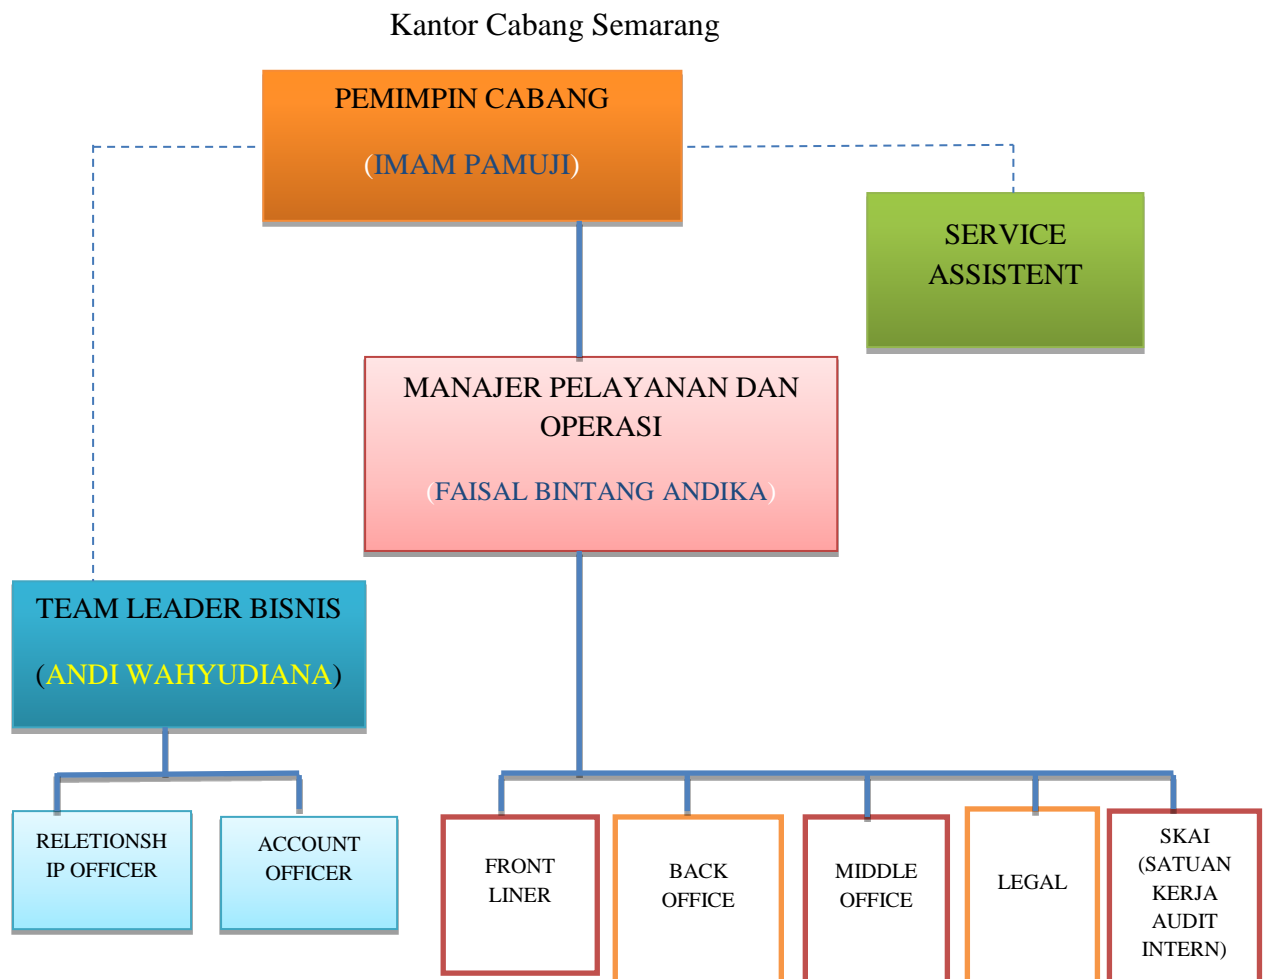 Kantor Cabang Semarang
PEMIMPIN CABANG
(IMAM PAMUJI)
SERVICE
ASSISTENT
MANAJER PELAYANAN DAN
OPERASI
(FAISAL BINTANG ANDIKA)
TEAM LEADER BISNIS
(ANDI WAHYUDIANA)
RELETIONSH
IP OFFICER
ACCOUNT
OFFICER
FRONT
LINER
BACK
OFFICE
MIDDLE
OFFICE
LEGAL
SKAI
(SATUAN
KERJA
AUDIT
INTERN)